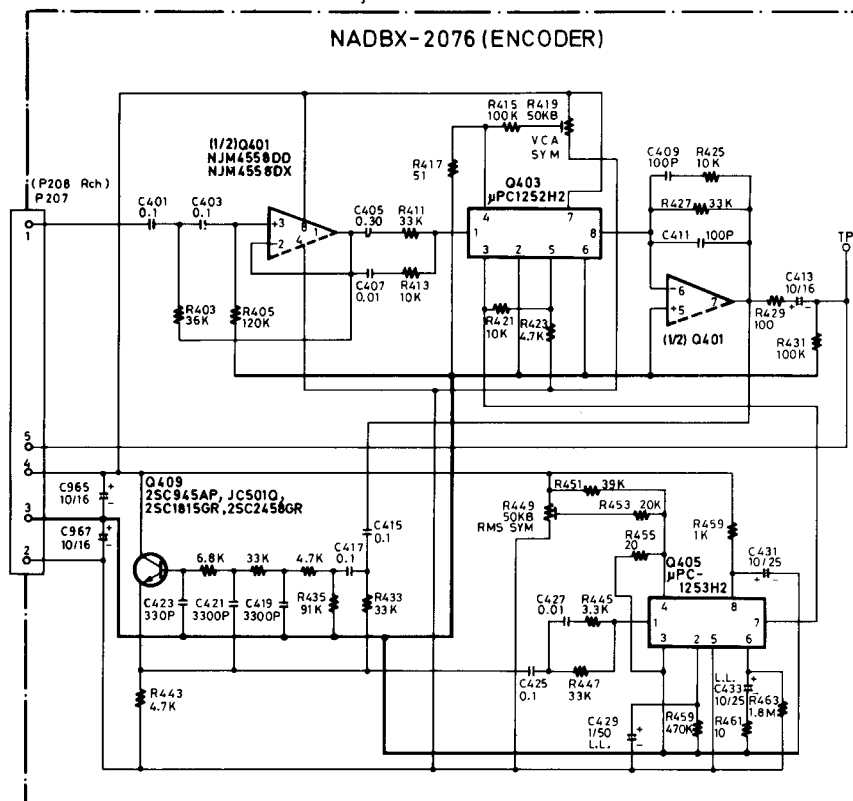 NADBX-2076 (ENCODER)
(P208 Rch)
P207
1
5
4
3
2
C401
0.1
C403
0.1
R403
36K
R405
120K
(1/2)Q401
NJM4558DD
NJM4558DX
+3
-2
8
4
1
C405
0.30
R411
33K
C407
0.01
R413
10K
R417
51
R415
100K
R419
50KB
VCA
SYM
Q403
μPC1252H2
1
4
7
8
3
2
5
6
R421
10K
R423
4.7K
C409
100P
R425
10K
R427
33K
C411
100P
-6
+5
7
(1/2) Q401
R429
100
C413
10/16
+
-
R431
100K
TP
C965
10/16
+
-
C967
10/16
+
-
Q409
2SC945AP, JC501Q,
2SC1815GR, 2SC2458GR
6.8K
33K
4.7K
C417
0.1
C415
0.1
C423
330P
C421
3300P
C419
3300P
R435
91K
R433
33K
R443
4.7K
C425
0.1
R449
50KB
RMS SYM
R451
39K
R453
20K
R455
20
R459
1K
C431
10/25
+
-
Q405
μPC-
1253H2
C427
0.01
R445
3.3K
R447
33K
1
4
8
7
3
2
5
6
C429
1/50
L.L.
+
-
R459
470K
L.L.
C433
10/25
+
-
R461
10
R463
1.8M